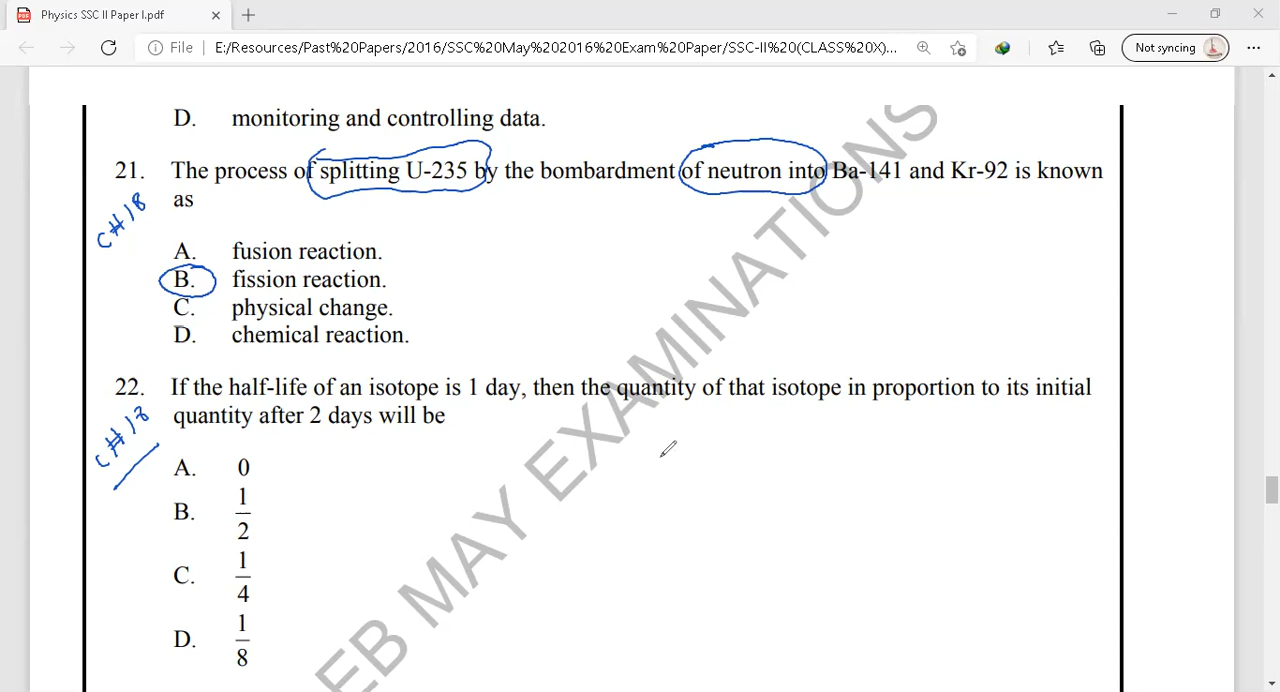 Physics SSC II Paper I.pdf
File
E:/Resources/Past%20Papers/2016/SSC%20May%202016%20Exam%20Paper/SSC-II%20(CLASS%20X)...
Not syncing
D. monitoring and controlling data.
21. The process of splitting U-235 by the bombardment of neutron into Ba-141 and Kr-92 is known
as
CH18
A. fusion reaction.
B. fission reaction.
C. physical change.
D. chemical reaction.
22. If the half-life of an isotope is 1 day, then the quantity of that isotope in proportion to its initial
quantity after 2 days will be
CH18
A. 0
B. 1/2
C. 1/4
D. 1/8
EB MAY EXAMINATIONS